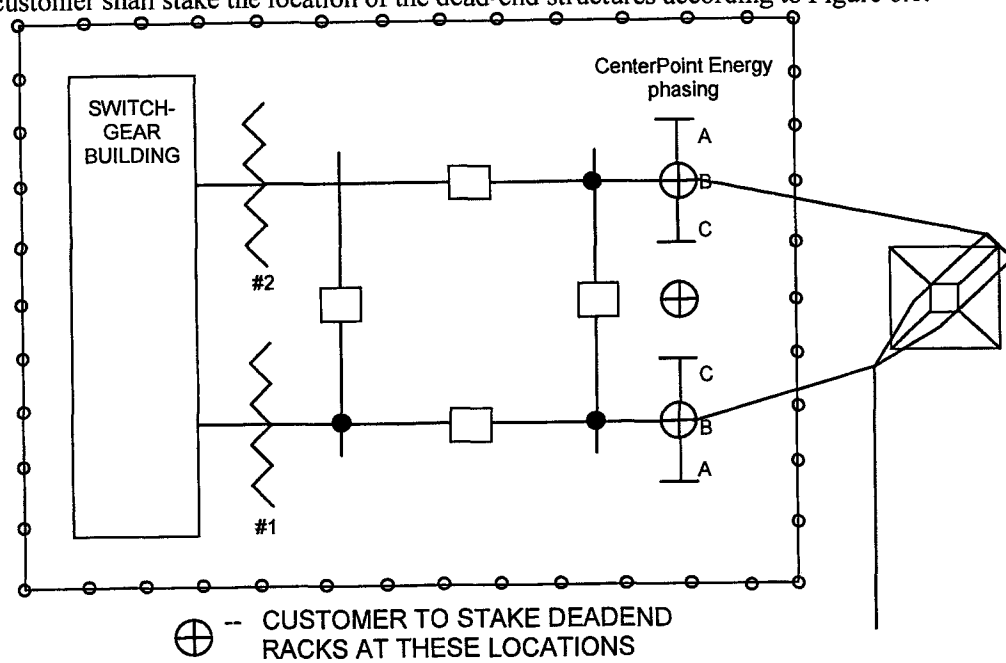 customer shall stake the location of the dead-end structures according to Figure
CenterPoint Energy
phasing
SWITCH-
GEAR
BUILDING
A
B
C
#2
C
B
A
#1
-- CUSTOMER TO STAKE DEADEND
RACKS AT THESE LOCATIONS